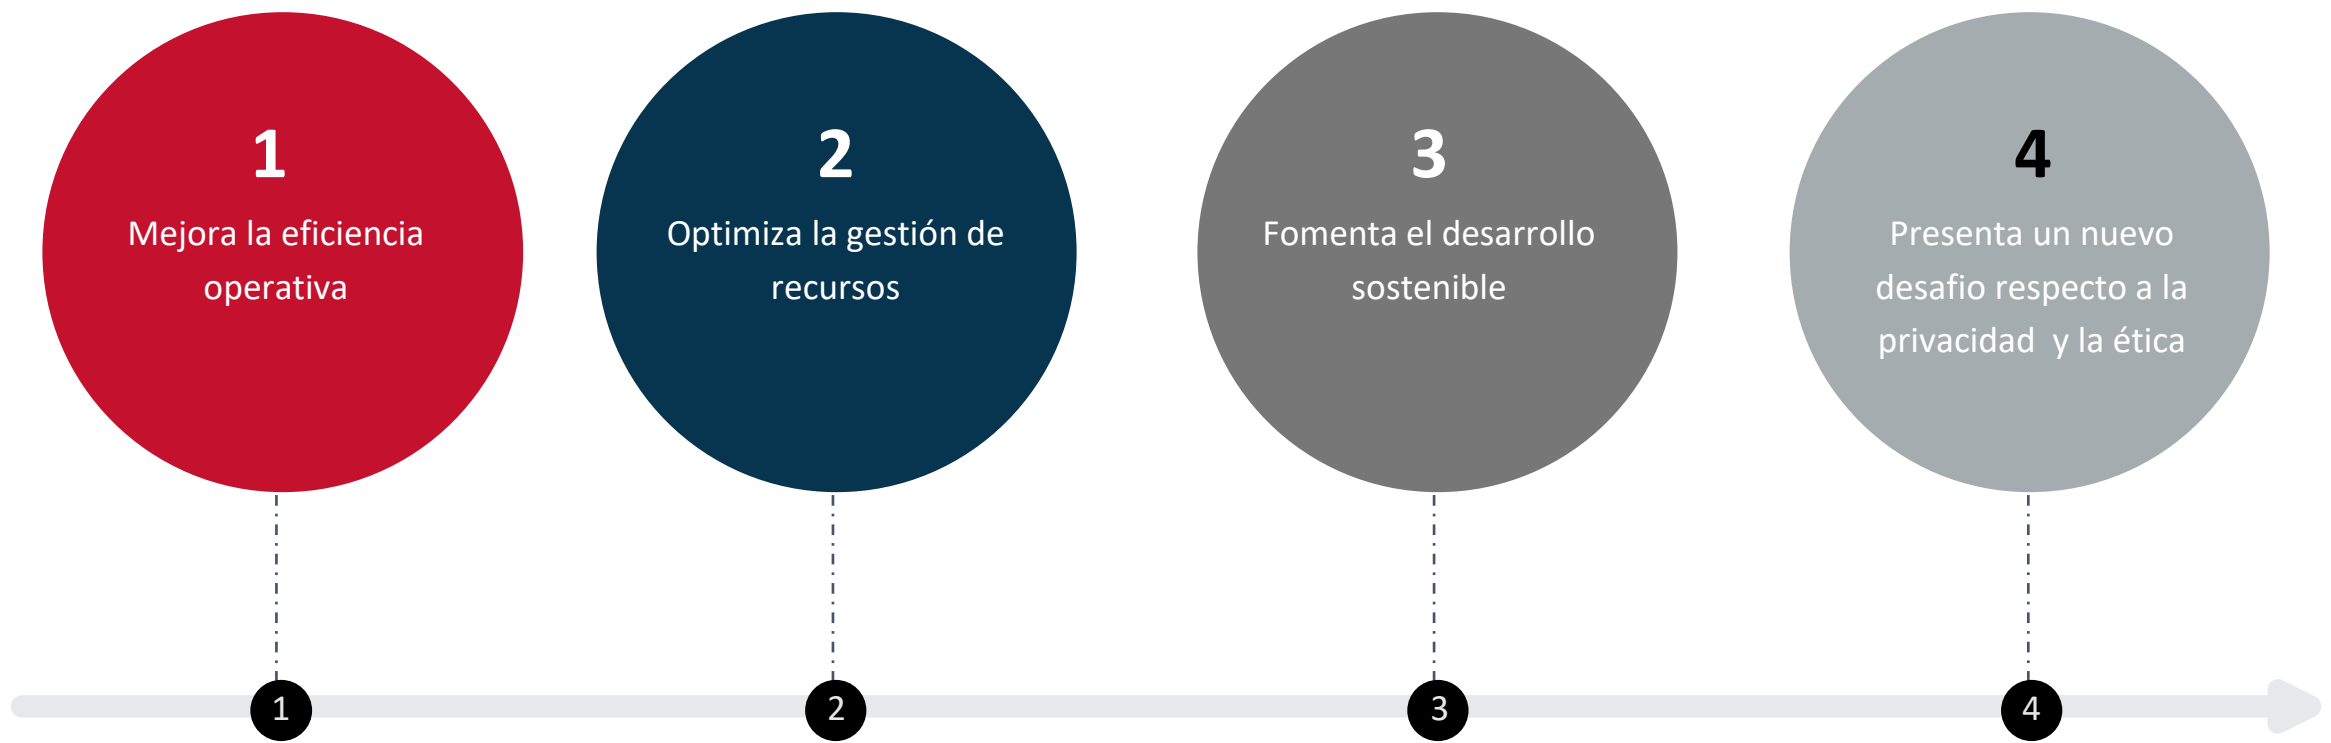 1
Mejora la eficiencia
operativa
2
Optimiza la gestión de
recursos
3
Fomenta el desarrollo
sostenible
4
Presenta un nuevo
desafio respecto a la
privacidad  y la ética
1
2
3
4